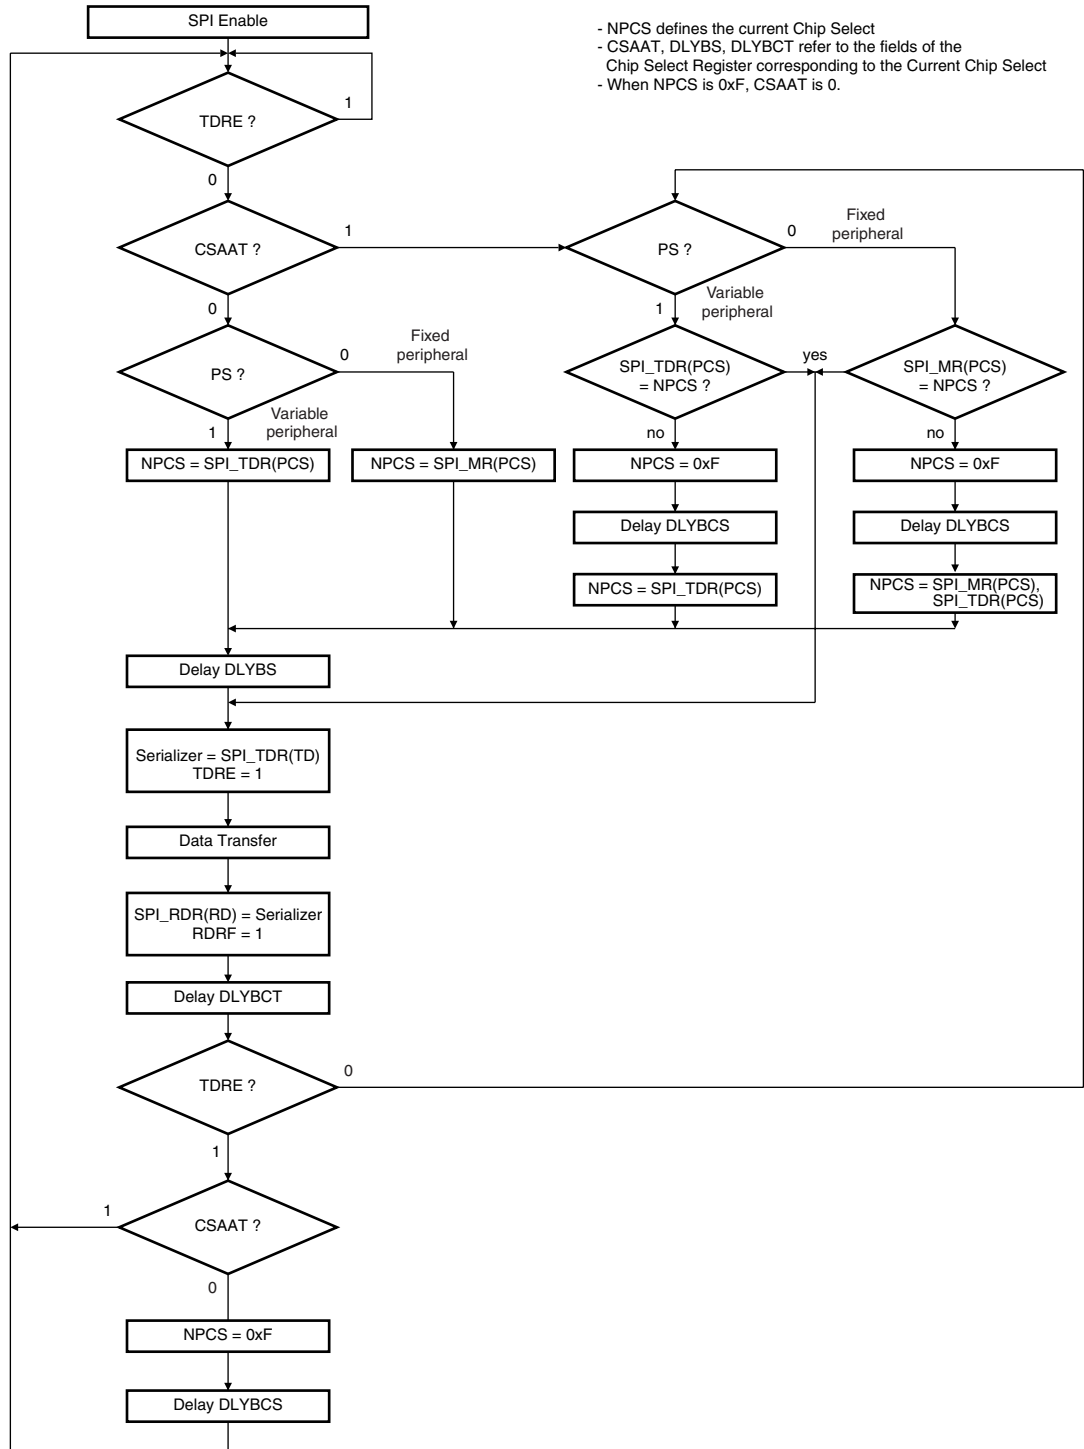 SPI Enable
- NPCS defines the current Chip Select
- CSAAT, DLYBS, DLYBCT refer to the fields of the
Chip Select Register corresponding to the Current Chip Select
- When NPCS is 0xF, CSAAT is 0.
TDRE ?
1
0
CSAAT ?
1
PS ?
0
Fixed
peripheral
0
1
Variable
peripheral
PS ?
0
Fixed
peripheral
SPI_TDR(PCS)
= NPCS ?
yes
SPI_MR(PCS)
= NPCS ?
1
Variable
peripheral
no
no
NPCS = SPI_TDR(PCS)
NPCS = SPI_MR(PCS)
NPCS = 0xF
NPCS = 0xF
Delay DLYBCS
Delay DLYBCS
NPCS = SPI_TDR(PCS)
NPCS = SPI_MR(PCS),
SPI_TDR(PCS)
Delay DLYBS
Serializer = SPI_TDR(TD)
TDRE = 1
Data Transfer
SPI_RDR(RD) = Serializer
RDRF = 1
Delay DLYBCT
TDRE ?
0
1
CSAAT ?
1
0
NPCS = 0xF
Delay DLYBCS